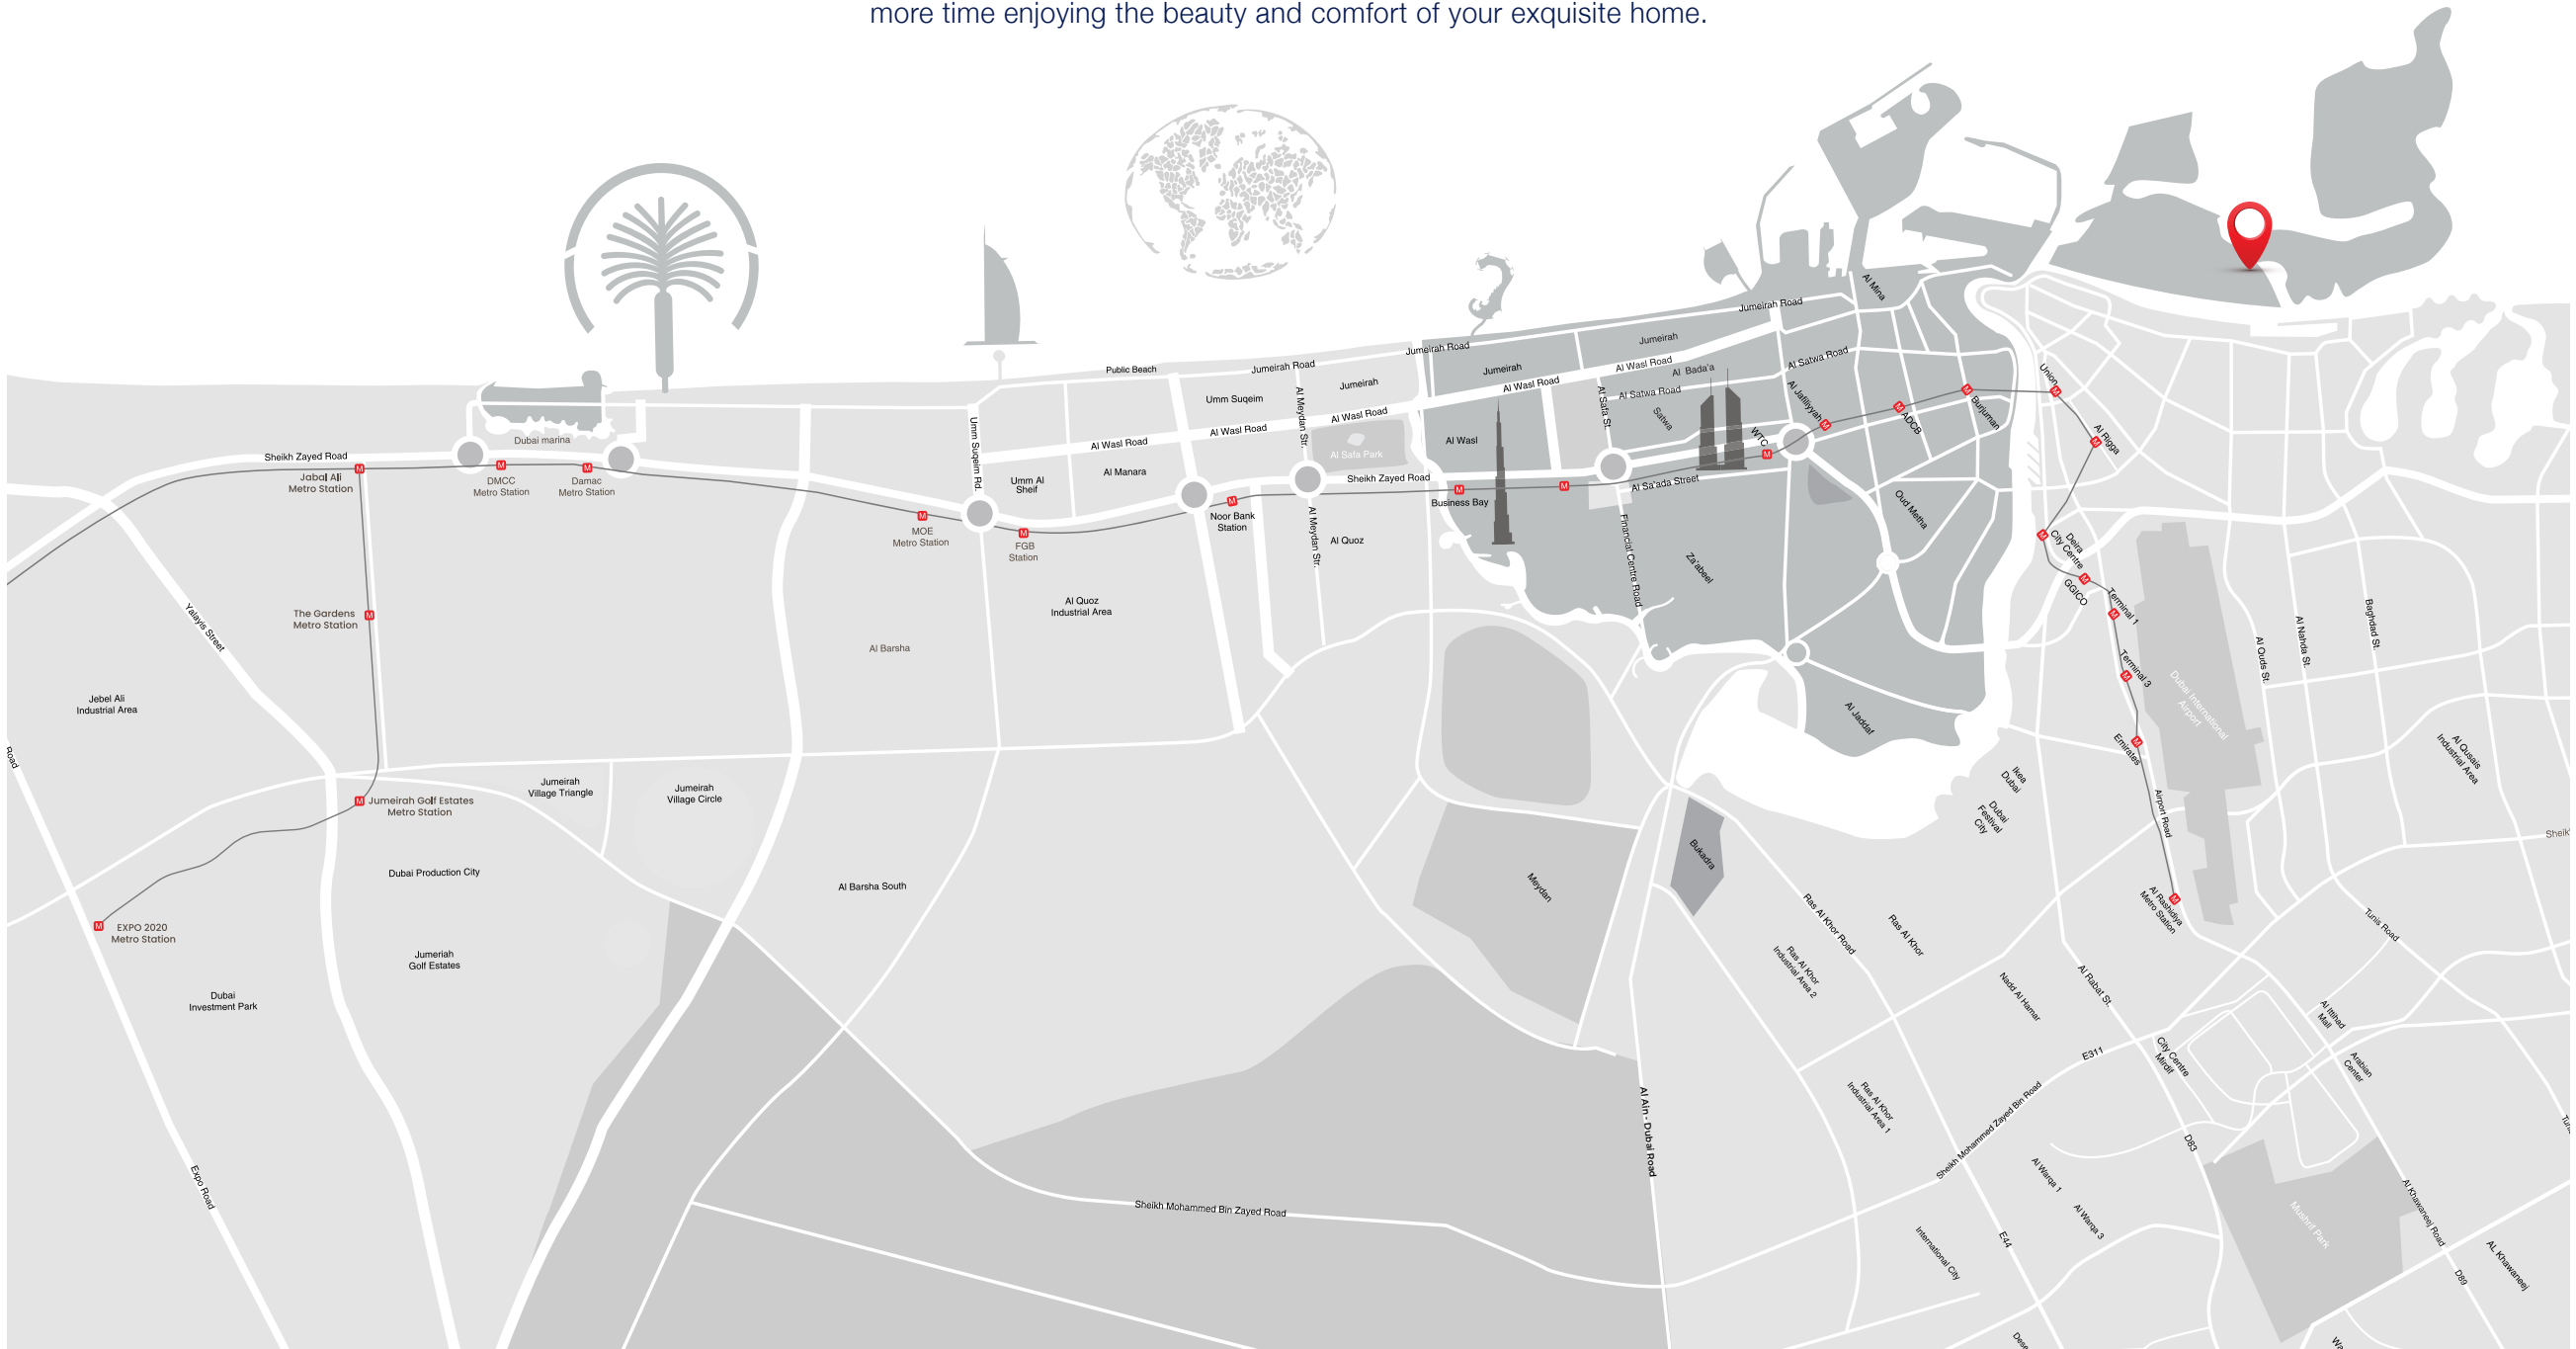 more time enjoying the beauty and comfort of your exquisite home.
Al Mina
Jumeirah Road
Jumeirah Road
Jumeirah Road
Public Beach
Jumeirah
Jumeirah
Jumeirah
Al Wasl Road
Al Wasl Road
Al Wasl Road
Al Wasl Road
Al Wasl Road
Al Bada'a
Al Satwa Road
Al Satwa Road
Al Jafiliyyah
ADCB
Burjuman
Union
Al Rigga
Umm Suqeim
Al Meydan Str.
Al Safa St.
Satwa
WTC
Al Wasl
Al Safa Park
Umm Suqeim Rd.
Al Manara
Umm Al
Sheif
Dubai marina
Sheikh Zayed Road
Sheikh Zayed Road
Jabal Ali
Metro Station
DMCC
Metro Station
Damac
Metro Station
MOE
Metro Station
FGB
Station
Noor Bank
Station
Al Meydan Str.
Al Quoz
Business Bay
Al Sa'ada Street
Financial Centre Road
Za'abeel
Oud Metha
Deira
City Centre
GGICO
Terminal 1
Terminal 3
Emirates
Dubai International
Airport
Al Quds St.
Al Nahda St.
Baghdad St.
The Gardens
Metro Station
Yalayis Street
Al Quoz
Industrial Area
Al Barsha
Jebel Ali
Industrial Area
Road
Al Jaddaf
Ikea
Dubai
Dubai
Festival
City
Airport Road
Al Qusais
Industrial Area
Jumeirah
Village Triangle
Jumeirah
Village Circle
Jumeirah Golf Estates
Metro Station
Sheik
Bukadra
Dubai Production City
Al Barsha South
Meydan
Al Rashidiya
Metro Station
EXPO 2020
Metro Station
Jumeriah
Golf Estates
Dubai
Investment Park
Ras Al Khor Road
Ras Al Khor
Ras Al Khor
Industrial Area 2
Nadd Al Hamar
Al Rabat St.
Tunis Road
Al Ittihad
Mall
City Centre
Mirdif
Arabian
Center
E311
Ras Al Khor
Industrial Area 1
Sheikh Mohammed Zayed Bin Road
Al Ain - Dubai Road
D83
Expo Road
Sheikh Mohammed Bin Zayed Road
Al Warqa 1
Al Warqa 3
International City
E44
Mushrif Park
Al Khawaneej Road
D89
AL Khawaneej